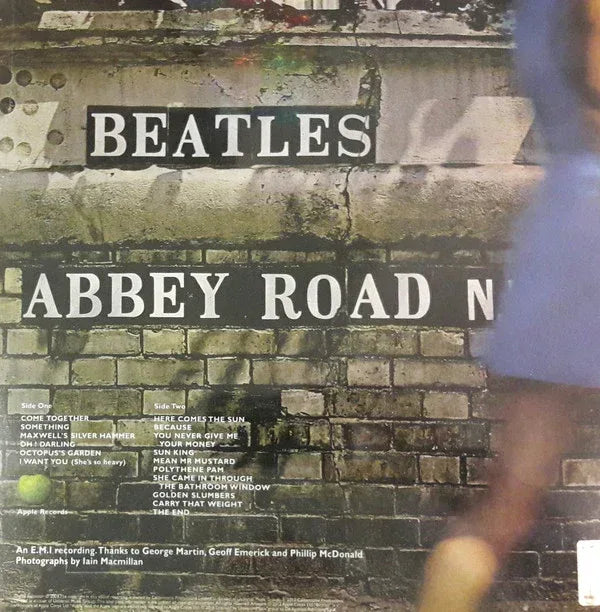 BEATLES
ABBEY ROAD N
Side One
COME TOGETHER
SOMETHING
MAXWELL'S SILVER HAMMER
OH! DARLING
OCTOPUS'S GARDEN
I WANT YOU (She's so heavy)
Side Two
HERE COMES THE SUN
BECAUSE
YOU NEVER GIVE ME
YOUR MONEY
SUN KING
MEAN MR MUSTARD
POLYTHENE PAM
SHE CAME IN THROUGH
THE BATHROOM WINDOW
GOLDEN SLUMBERS
CARRY THAT WEIGHT
THE END
Apple Records
An E.M.I recording. Thanks to George Martin, Geoff Emerick and Phillip McDonald
Photographs by Iain Macmillan